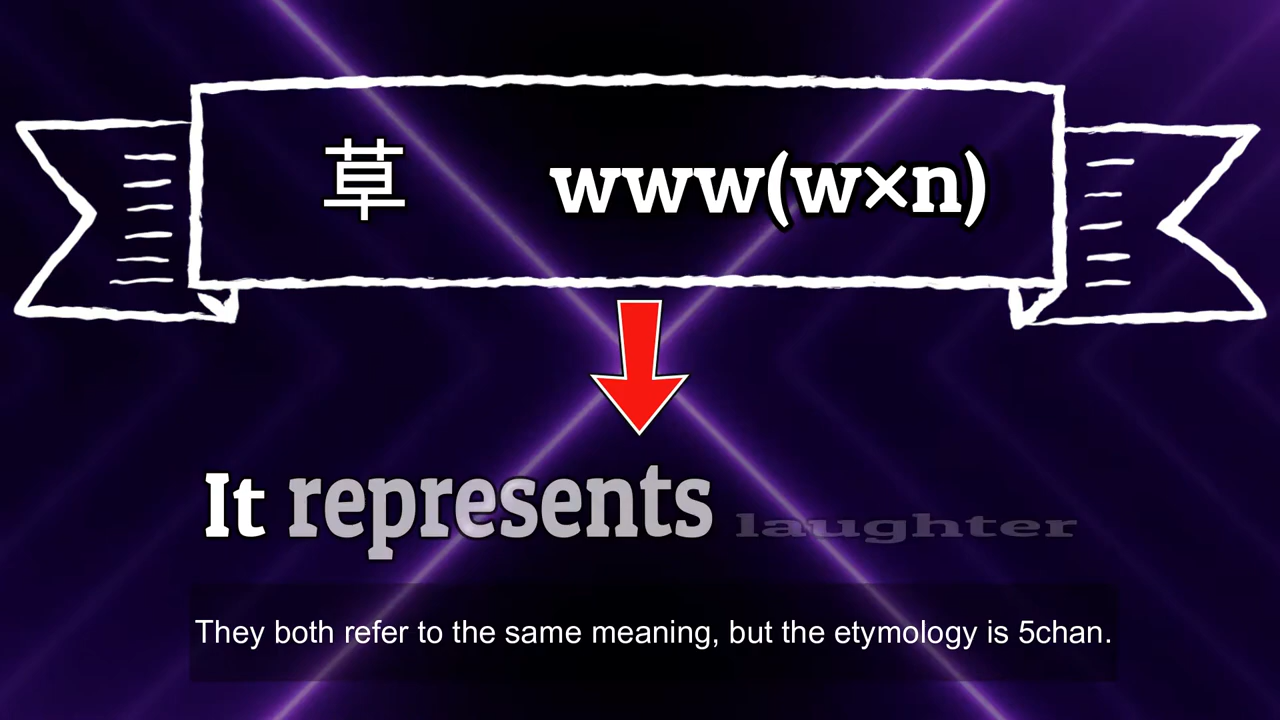 草 www(w×n)
It represents laughter
They both refer to the same meaning, but the etymology is 5chan.